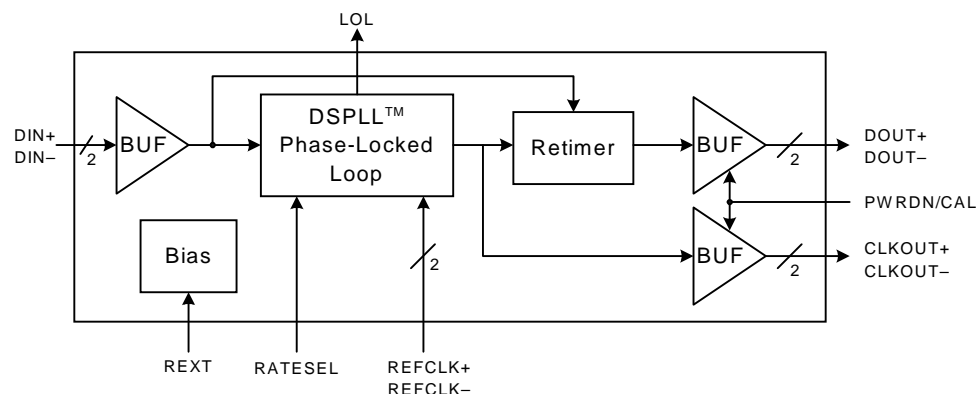 LOL
DSPLL™
Phase-Locked
Loop
DIN+
DIN–
2
BUF
Retimer
BUF
2
DOUT+
DOUT–
PWRDN/CAL
Bias
2
BUF
2
CLKOUT+
CLKOUT–
REXT
RATESEL
REFCLK+
REFCLK–